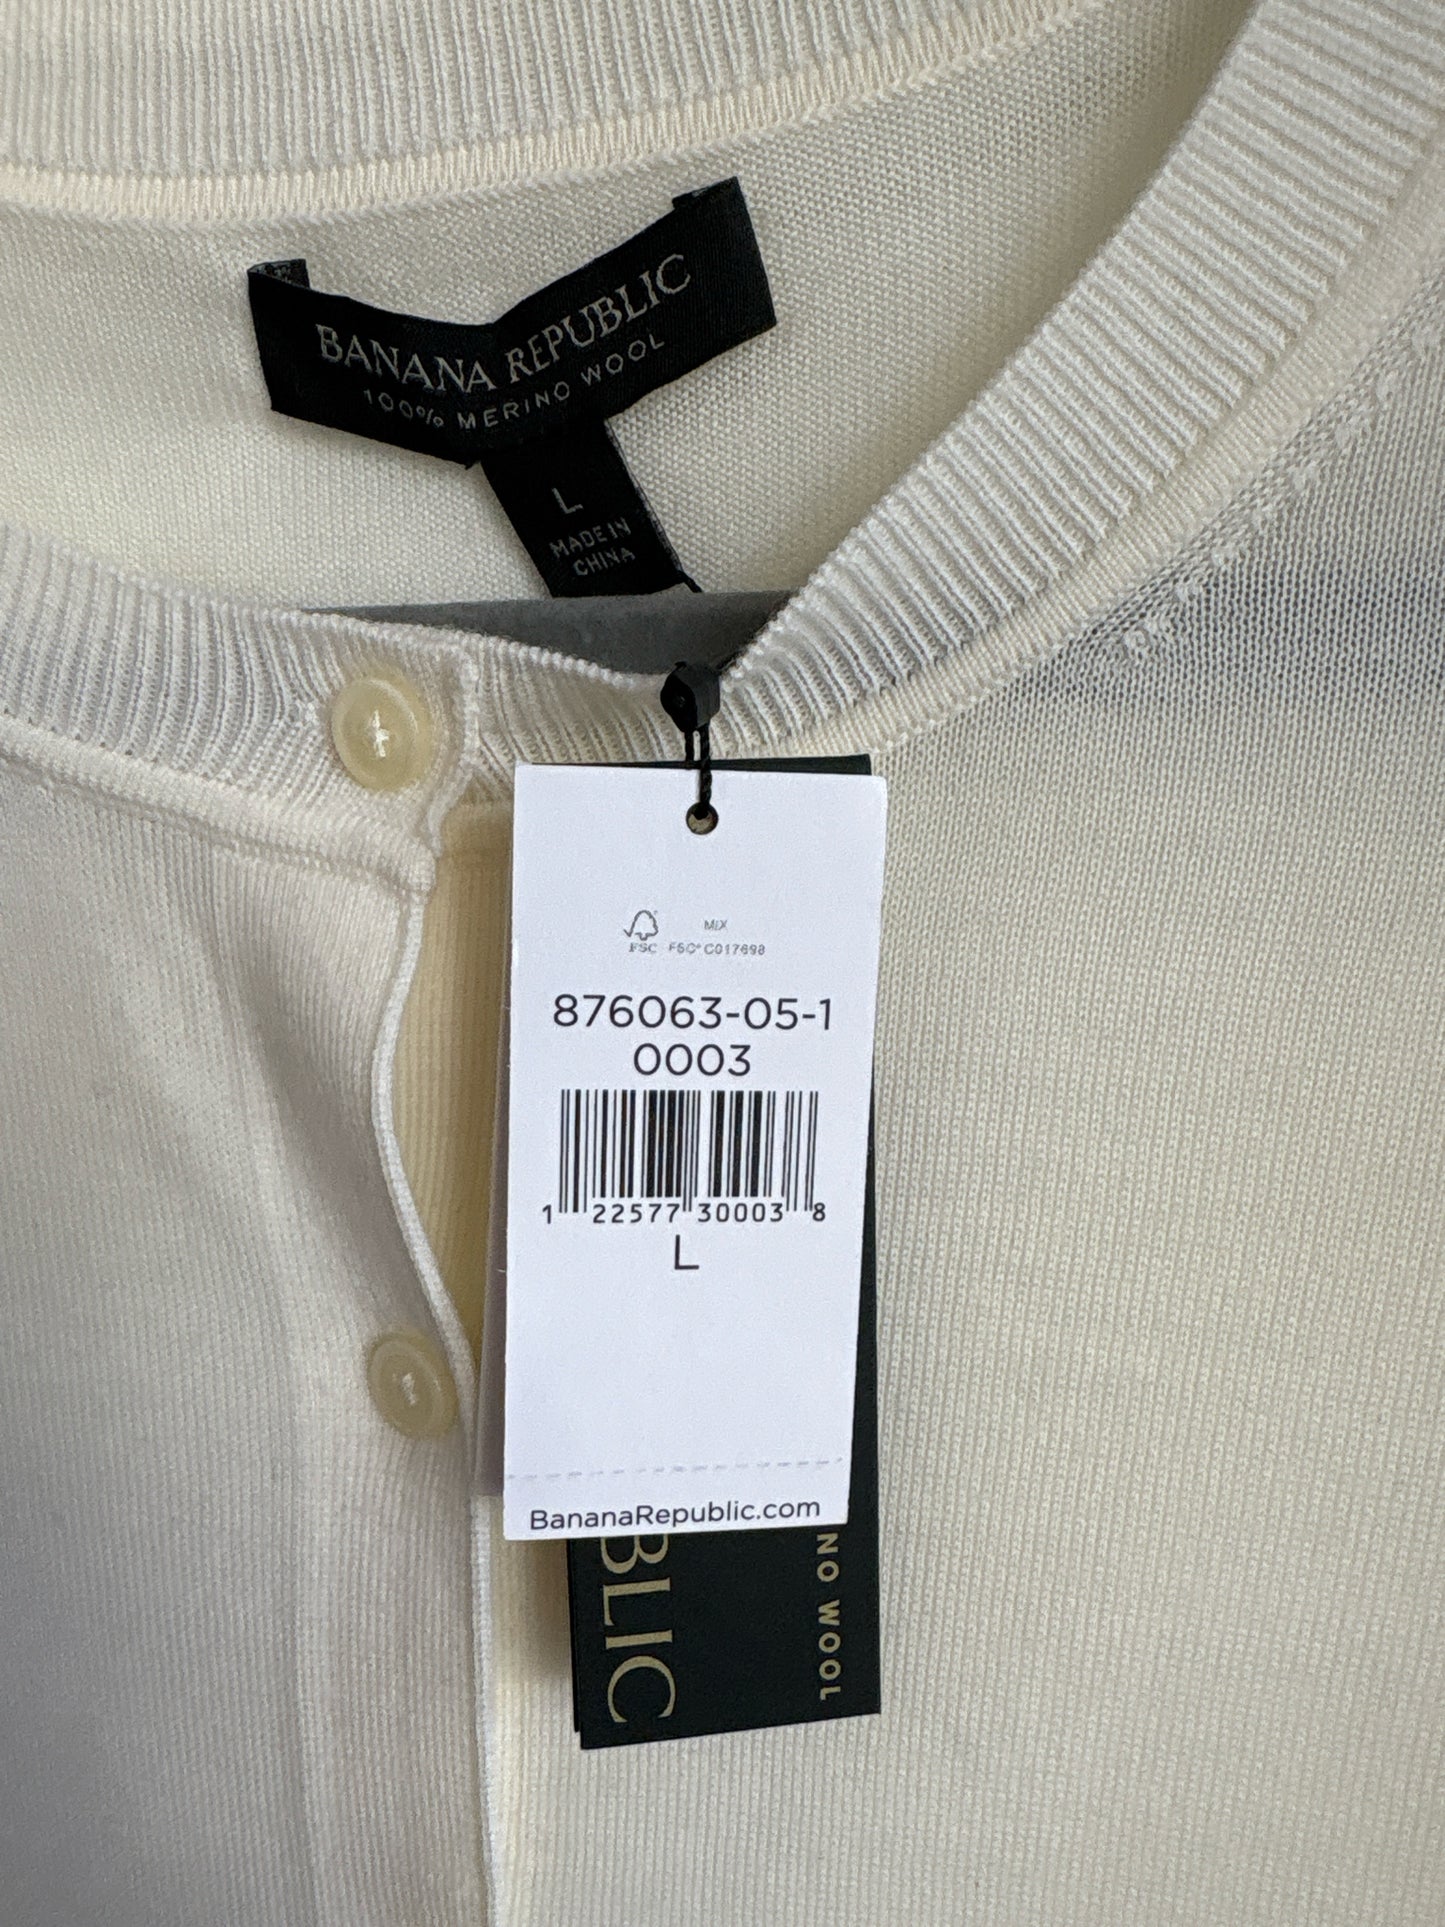 BANANA REPUBLIC
100% MERINO WOOL
L
MADE IN
CHINA
MIX
FSC FSC® C017698
876063-05-1
0003
1 22577 30003 8
L
BananaRepublic.com
BLIC
NO WOOL